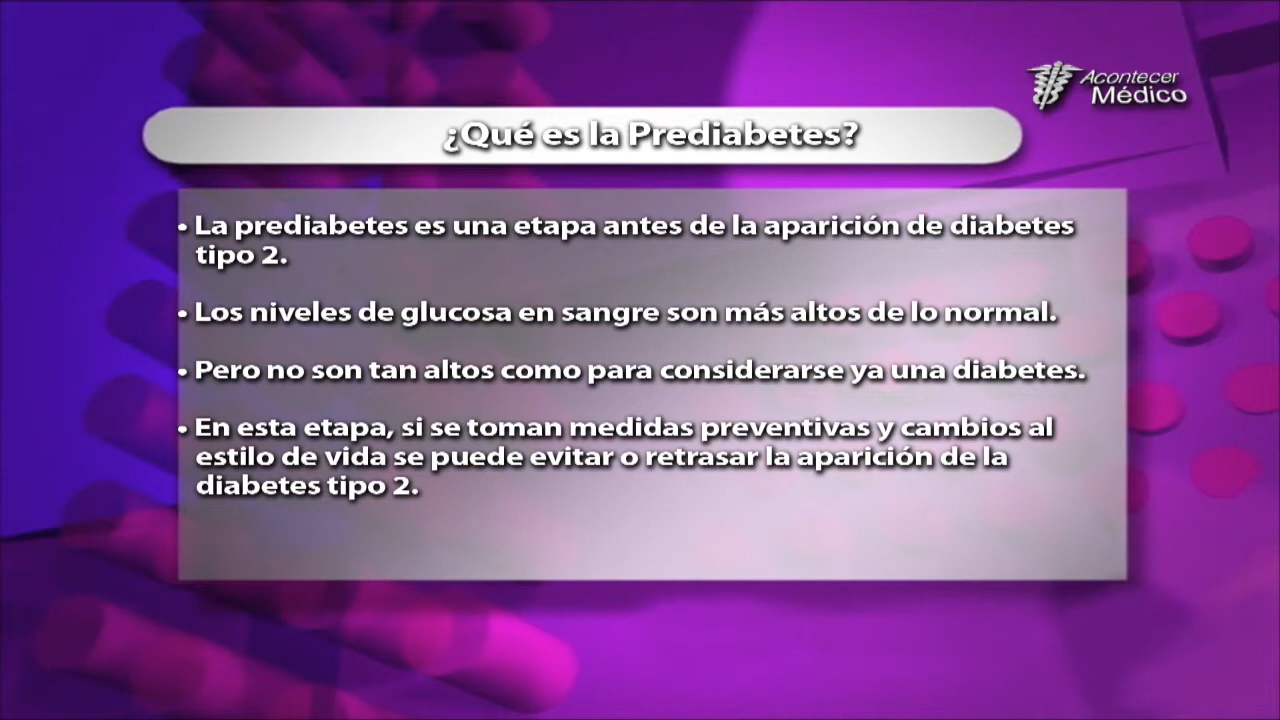 Acontecer
Médico
¿Qué es la Prediabetes?
• La prediabetes es una etapa antes de la aparición de diabetes
tipo 2.
• Los niveles de glucosa en sangre son más altos de lo normal.
• Pero no son tan altos como para considerarse ya una diabetes.
• En esta etapa, si se toman medidas preventivas y cambios al
estilo de vida se puede evitar o retrasar la aparición de la
diabetes tipo 2.